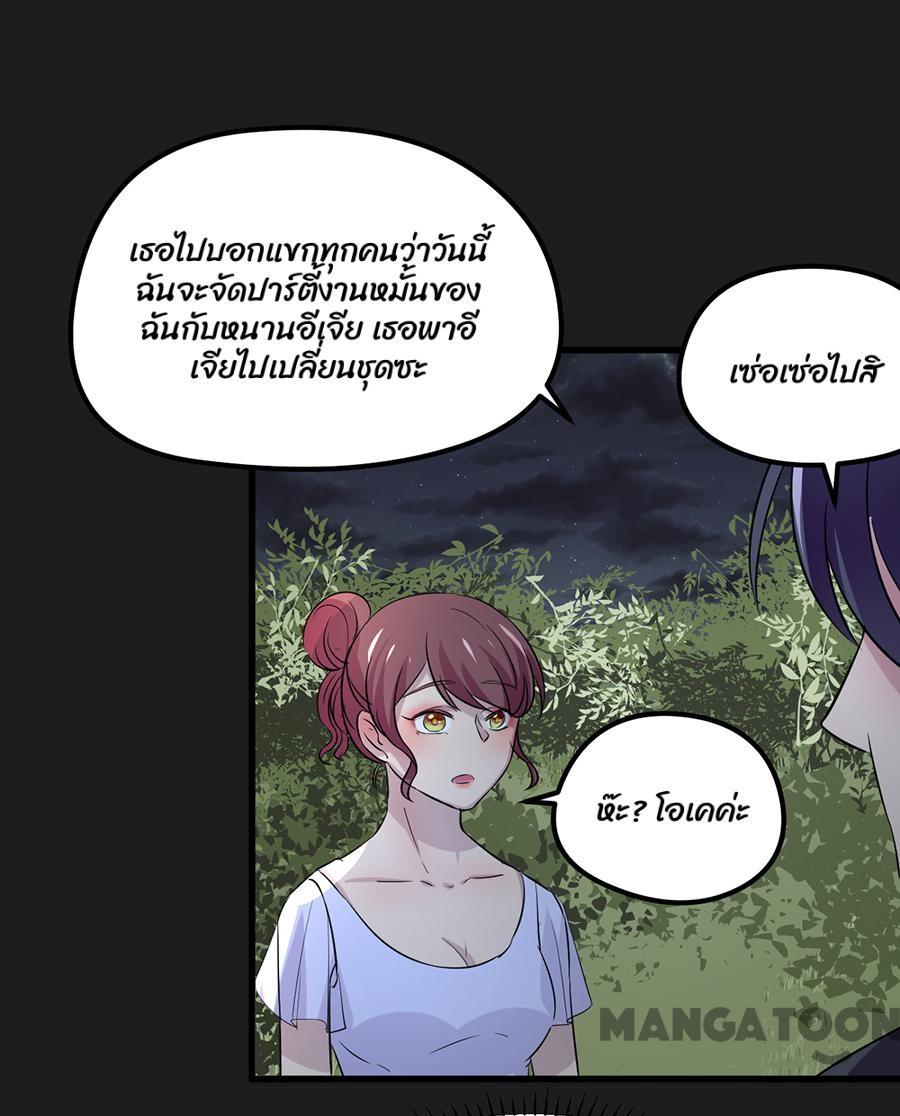 เธอไปบอกแขกทุกคนว่าวันนี้
ฉันจะจัดปาร์ตี้งานหมั้นของ
ฉันกับหนานอีเจีย เธอพาอี
เจียไปเปลี่ยนชุดซะ
เซ่อเซ่อไปสิ
ห๊ะ? โอเคค่ะ
MANGATOON